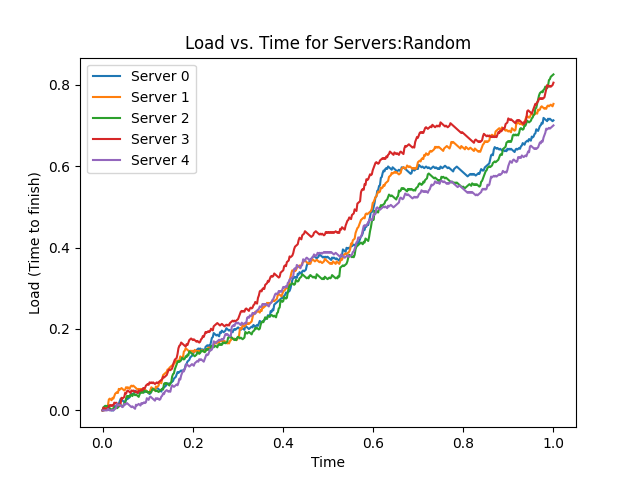 Load vs. Time for Servers:Random
Server 0
Server 1
Server 2
Server 3
Server 4
Load (Time to finish)
0.8
0.6
0.4
0.2
0.0
0.0 0.2 0.4 0.6 0.8 1.0
Time